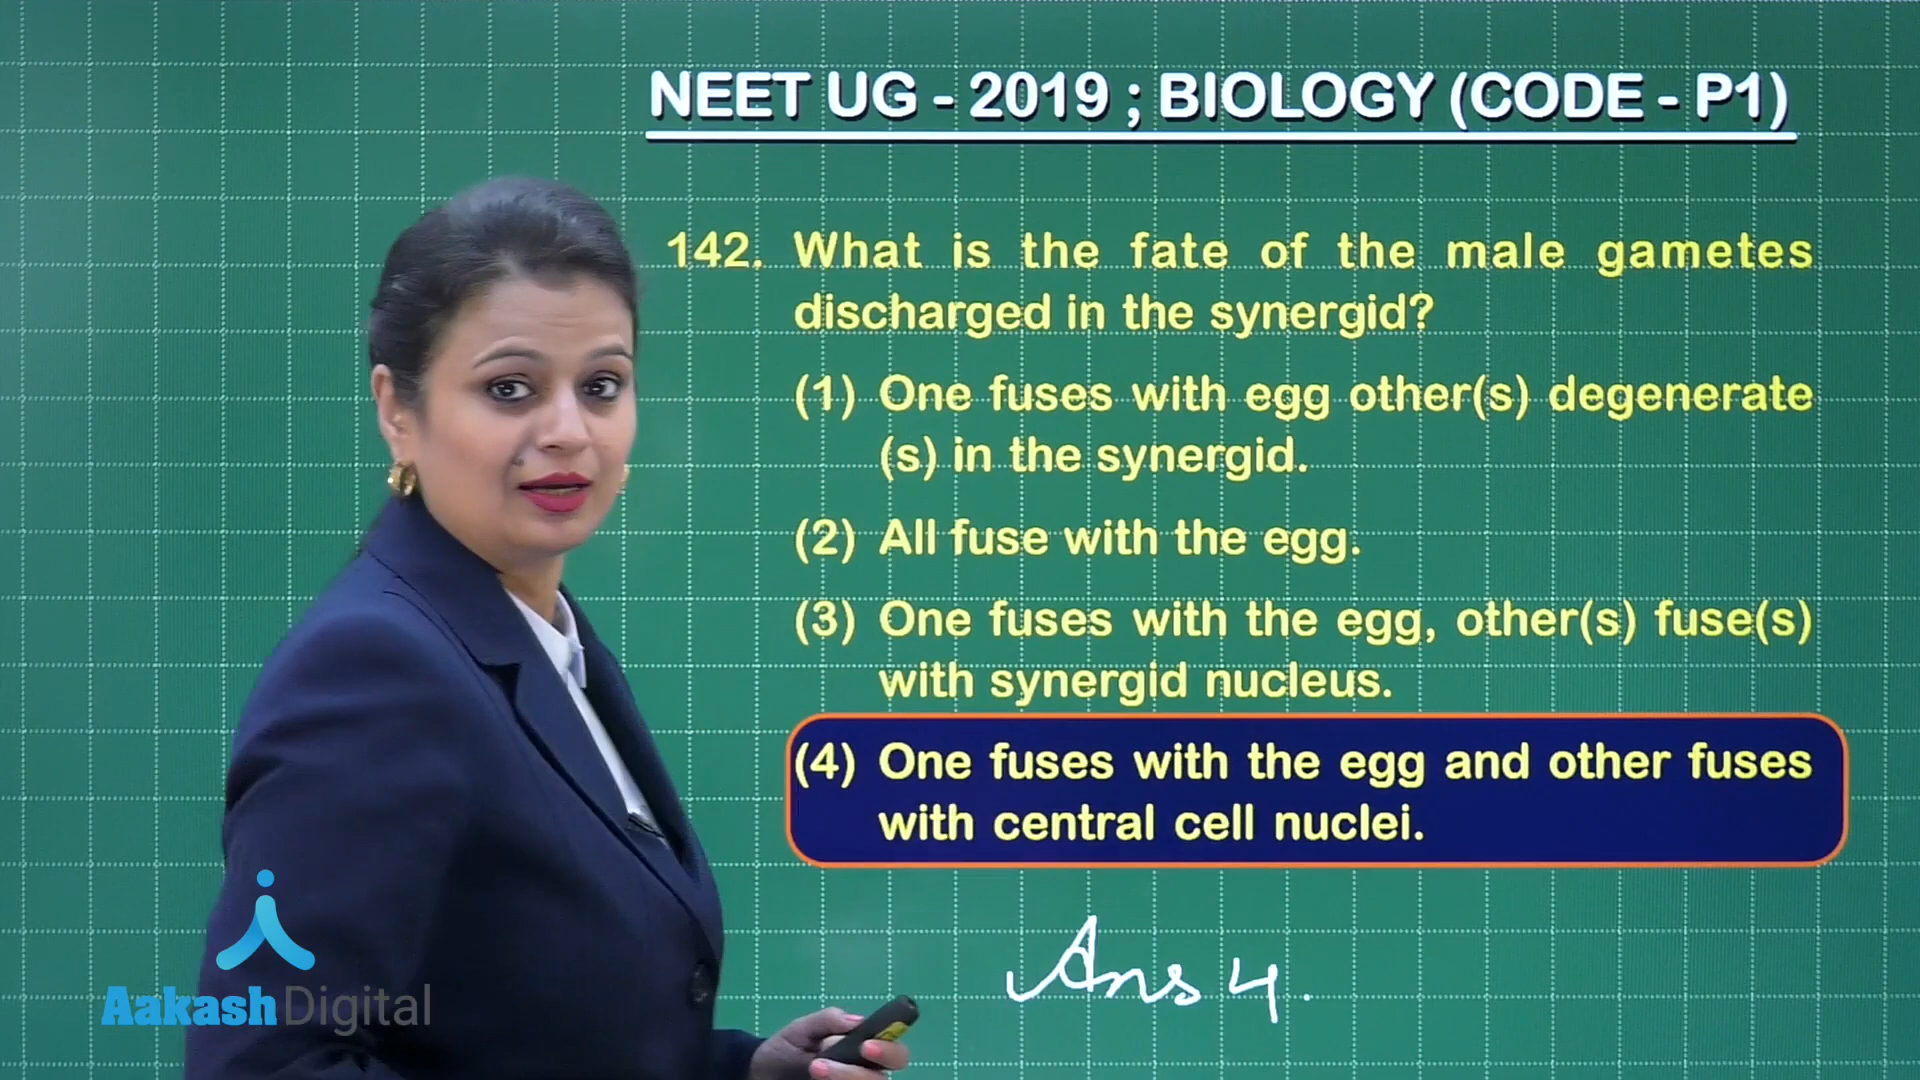 NEET UG - 2019 ; BIOLOGY (CODE - P1)
142. What is the fate of the male gametes
discharged in the synergid?
(1) One fuses with egg other(s) degenerate
(s) in the synergid.
(2) All fuse with the egg.
(3) One fuses with the egg, other(s) fuse(s)
with synergid nucleus.
(4) One fuses with the egg and other fuses
with central cell nuclei.
Ans 4.
Aakash Digital